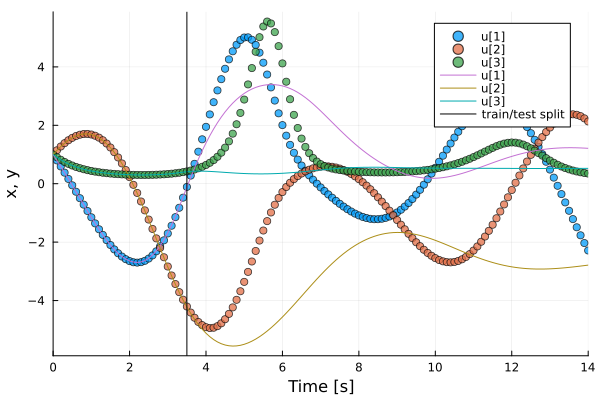 u[1]
u[2]
u[3]
u[1]
u[2]
u[3]
train/test split
4
2
0
−2
−4
x, y
0 2 4 6 8 10 12 14
Time [s]